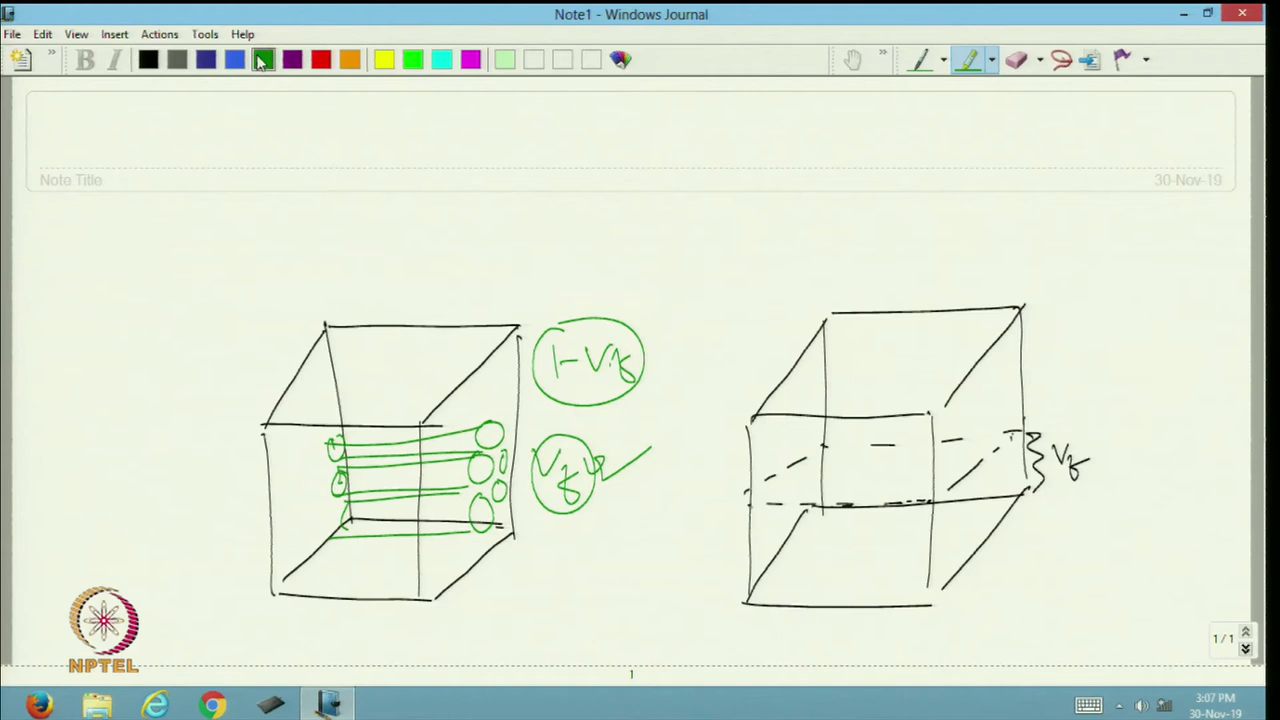 Note1 - Windows Journal
File Edit View Insert Actions Tools Help
Note Title
30-Nov-19
1-Vf
Vf
Vf
1 / 1
NPTEL
1
3:07 PM
30-Nov-19